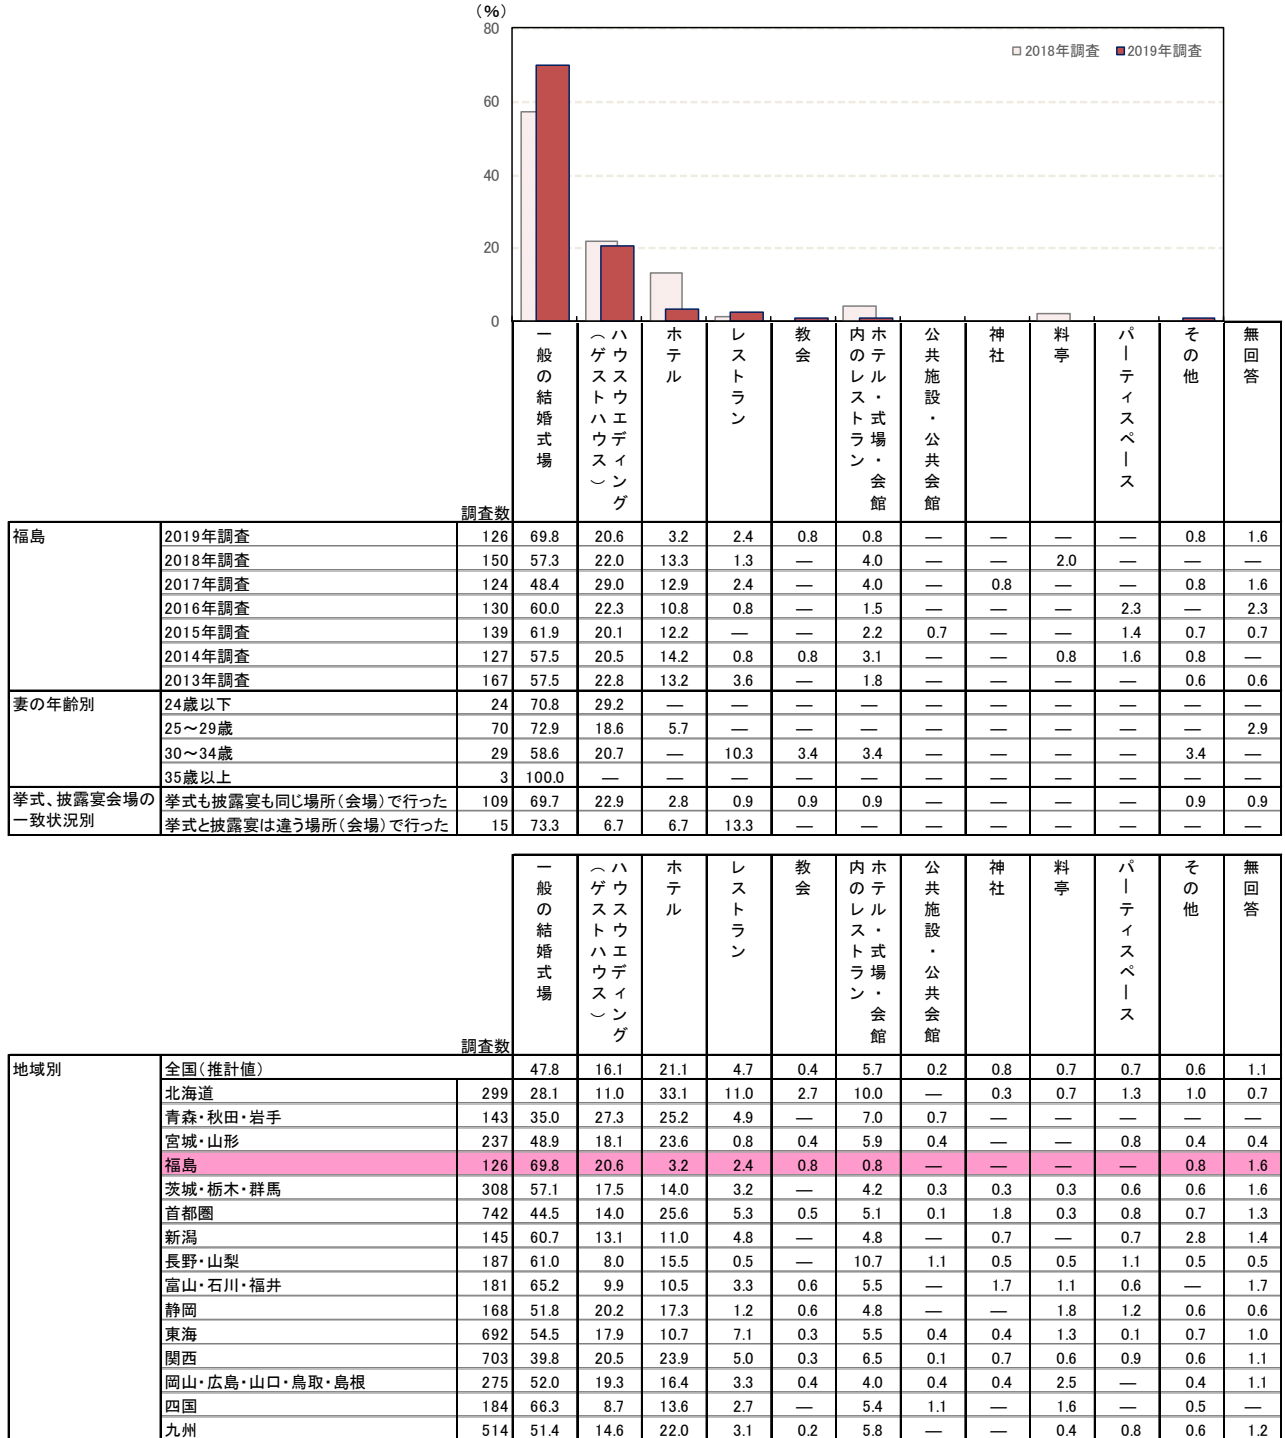 (％)
80
60
40
20
0
2018年調査 2019年調査
調査数 一般の結婚式場 ハウスウエディング（ゲストハウス） ホテル レストラン 教会 ホテル・式場・会館内のレストラン 公共施設・公共会館 神社 料亭 パーティスペース その他 無回答
福島 2019年調査 126 69.8 20.6 3.2 2.4 0.8 0.8 ― ― ― ― 0.8 1.6
2018年調査 150 57.3 22.0 13.3 1.3 ― 4.0 ― ― 2.0 ― ― ―
2017年調査 124 48.4 29.0 12.9 2.4 ― 4.0 ― 0.8 ― ― 0.8 1.6
2016年調査 130 60.0 22.3 10.8 0.8 ― 1.5 ― ― ― 2.3 ― 2.3
2015年調査 139 61.9 20.1 12.2 ― ― 2.2 0.7 ― ― 1.4 0.7 0.7
2014年調査 127 57.5 20.5 14.2 0.8 0.8 3.1 ― ― 0.8 1.6 0.8 ―
2013年調査 167 57.5 22.8 13.2 3.6 ― 1.8 ― ― ― ― 0.6 0.6
妻の年齢別 24歳以下 24 70.8 29.2 ― ― ― ― ― ― ― ― ― ―
25～29歳 70 72.9 18.6 5.7 ― ― ― ― ― ― ― ― 2.9
30～34歳 29 58.6 20.7 ― 10.3 3.4 3.4 ― ― ― ― 3.4 ―
35歳以上 3 100.0 ― ― ― ― ― ― ― ― ― ― ―
挙式、披露宴会場の一致状況別 挙式も披露宴も同じ場所（会場）で行った 109 69.7 22.9 2.8 0.9 0.9 0.9 ― ― ― ― 0.9 0.9
挙式と披露宴は違う場所（会場）で行った 15 73.3 6.7 6.7 13.3 ― ― ― ― ― ― ― ―
調査数 一般の結婚式場 ハウスウエディング（ゲストハウス） ホテル レストラン 教会 ホテル・式場・会館内のレストラン 公共施設・公共会館 神社 料亭 パーティスペース その他 無回答
地域別 全国（推計値） 47.8 16.1 21.1 4.7 0.4 5.7 0.2 0.8 0.7 0.7 0.6 1.1
北海道 299 28.1 11.0 33.1 11.0 2.7 10.0 ― 0.3 0.7 1.3 1.0 0.7
青森・秋田・岩手 143 35.0 27.3 25.2 4.9 ― 7.0 0.7 ― ― ― ― ―
宮城・山形 237 48.9 18.1 23.6 0.8 0.4 5.9 0.4 ― ― 0.8 0.4 0.4
福島 126 69.8 20.6 3.2 2.4 0.8 0.8 ― ― ― ― 0.8 1.6
茨城・栃木・群馬 308 57.1 17.5 14.0 3.2 ― 4.2 0.3 0.3 0.3 0.6 0.6 1.6
首都圏 742 44.5 14.0 25.6 5.3 0.5 5.1 0.1 1.8 0.3 0.8 0.7 1.3
新潟 145 60.7 13.1 11.0 4.8 ― 4.8 ― 0.7 ― 0.7 2.8 1.4
長野・山梨 187 61.0 8.0 15.5 0.5 ― 10.7 1.1 0.5 0.5 1.1 0.5 0.5
富山・石川・福井 181 65.2 9.9 10.5 3.3 0.6 5.5 ― 1.7 1.1 0.6 ― 1.7
静岡 168 51.8 20.2 17.3 1.2 0.6 4.8 ― ― 1.8 1.2 0.6 0.6
東海 692 54.5 17.9 10.7 7.1 0.3 5.5 0.4 0.4 1.3 0.1 0.7 1.0
関西 703 39.8 20.5 23.9 5.0 0.3 6.5 0.1 0.7 0.6 0.9 0.6 1.1
岡山・広島・山口・鳥取・島根 275 52.0 19.3 16.4 3.3 0.4 4.0 0.4 0.4 2.5 ― 0.4 1.1
四国 184 66.3 8.7 13.6 2.7 ― 5.4 1.1 ― 1.6 ― 0.5 ―
九州 514 51.4 14.6 22.0 3.1 0.2 5.8 ― ― 0.4 0.8 0.6 1.2